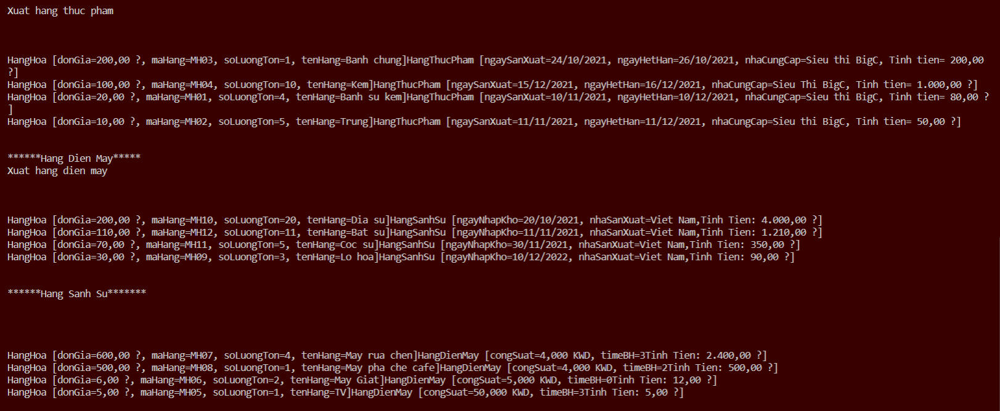 Xuat hang thuc pham
HangHoa [donGia=200,00 ?, maHang=MH03, soLuongTon=1, tenHang=Banh chung]HangThucPham [ngaySanXuat=24/10/2021, ngayHetHan=26/10/2021, nhaCungCap=Sieu thi BigC, Tinh tien= 200,00
?]
HangHoa [donGia=100,00 ?, maHang=MH04, soLuongTon=10, tenHang=Kem]HangThucPham [ngaySanXuat=15/12/2021, ngayHetHan=16/12/2021, nhaCungCap=Sieu Thi BigC, Tinh tien= 1.000,00 ?]
HangHoa [donGia=20,00 ?, maHang=MH01, soLuongTon=4, tenHang=Banh su kem]HangThucPham [ngaySanXuat=10/11/2021, ngayHetHan=10/12/2021, nhaCungCap=Sieu thi BigC, Tinh tien= 80,00 ?
]
HangHoa [donGia=10,00 ?, maHang=MH02, soLuongTon=5, tenHang=Trung]HangThucPham [ngaySanXuat=11/11/2021, ngayHetHan=11/12/2021, nhaCungCap=Sieu thi BigC, Tinh tien= 50,00 ?]
******Hang Dien May*****
Xuat hang dien may
HangHoa [donGia=200,00 ?, maHang=MH10, soLuongTon=20, tenHang=Dia su]HangSanhSu [ngayNhapKho=20/10/2021, nhaSanXuat=Viet Nam,Tinh Tien: 4.000,00 ?]
HangHoa [donGia=110,00 ?, maHang=MH12, soLuongTon=11, tenHang=Bat su]HangSanhSu [ngayNhapKho=11/11/2021, nhaSanXuat=Viet Nam,Tinh Tien: 1.210,00 ?]
HangHoa [donGia=70,00 ?, maHang=MH11, soLuongTon=5, tenHang=Coc su]HangSanhSu [ngayNhapKho=30/11/2021, nhaSanXuat=Viet Nam,Tinh Tien: 350,00 ?]
HangHoa [donGia=30,00 ?, maHang=MH09, soLuongTon=3, tenHang=Lo hoa]HangSanhSu [ngayNhapKho=10/12/2022, nhaSanXuat=Viet Nam,Tinh Tien: 90,00 ?]
******Hang Sanh Su*******
HangHoa [donGia=600,00 ?, maHang=MH07, soLuongTon=4, tenHang=May rua chen]HangDienMay [congSuat=4,000 KWD, timeBH=3Tinh Tien: 2.400,00 ?]
HangHoa [donGia=500,00 ?, maHang=MH08, soLuongTon=1, tenHang=May pha che cafe]HangDienMay [congSuat=4,000 KWD, timeBH=2Tinh Tien: 500,00 ?]
HangHoa [donGia=6,00 ?, maHang=MH06, soLuongTon=2, tenHang=May Giat]HangDienMay [congSuat=5,000 KWD, timeBH=0Tinh Tien: 12,00 ?]
HangHoa [donGia=5,00 ?, maHang=MH05, soLuongTon=1, tenHang=TV]HangDienMay [congSuat=50,000 KWD, timeBH=3Tinh Tien: 5,00 ?]